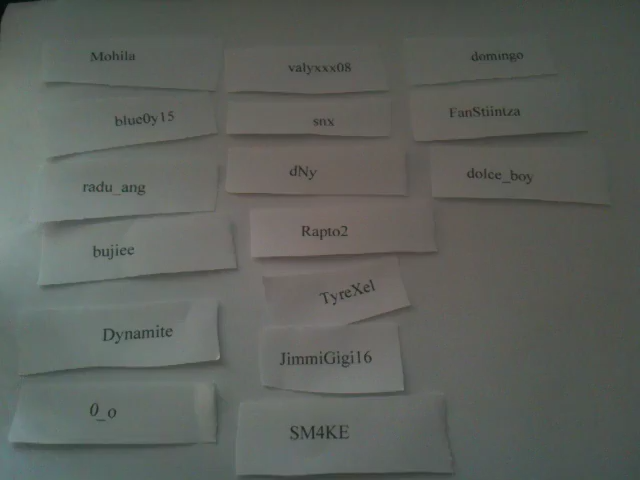 Mohila
blue0y15
radu_ang
bujiee
Dynamite
0_o
valyxxx08
snx
dNy
Rapto2
TyreXel
JimmiGigi16
SM4KE
domingo
FanStiintza
dolce_boy